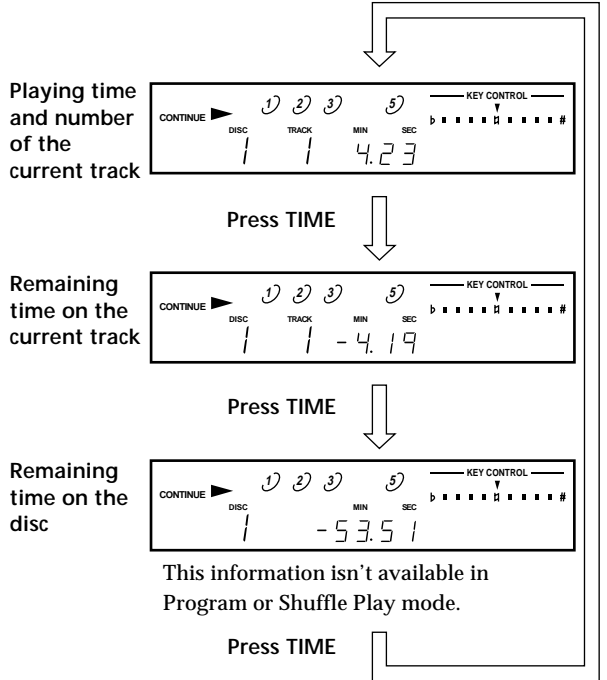 Playing time
and number
of the
current track
CONTINUE 1 2 3 5 KEY CONTROL
♭ ♮ #
DISC TRACK MIN SEC
1 1 4.23
Press TIME
Remaining
time on the
current track
CONTINUE 1 2 3 5 KEY CONTROL
♭ ♮ #
DISC TRACK MIN SEC
1 1 -4.19
Press TIME
Remaining
time on the
disc
CONTINUE 1 2 3 5 KEY CONTROL
♭ ♮ #
DISC MIN SEC
1 -53.51
This information isn't available in
Program or Shuffle Play mode.
Press TIME